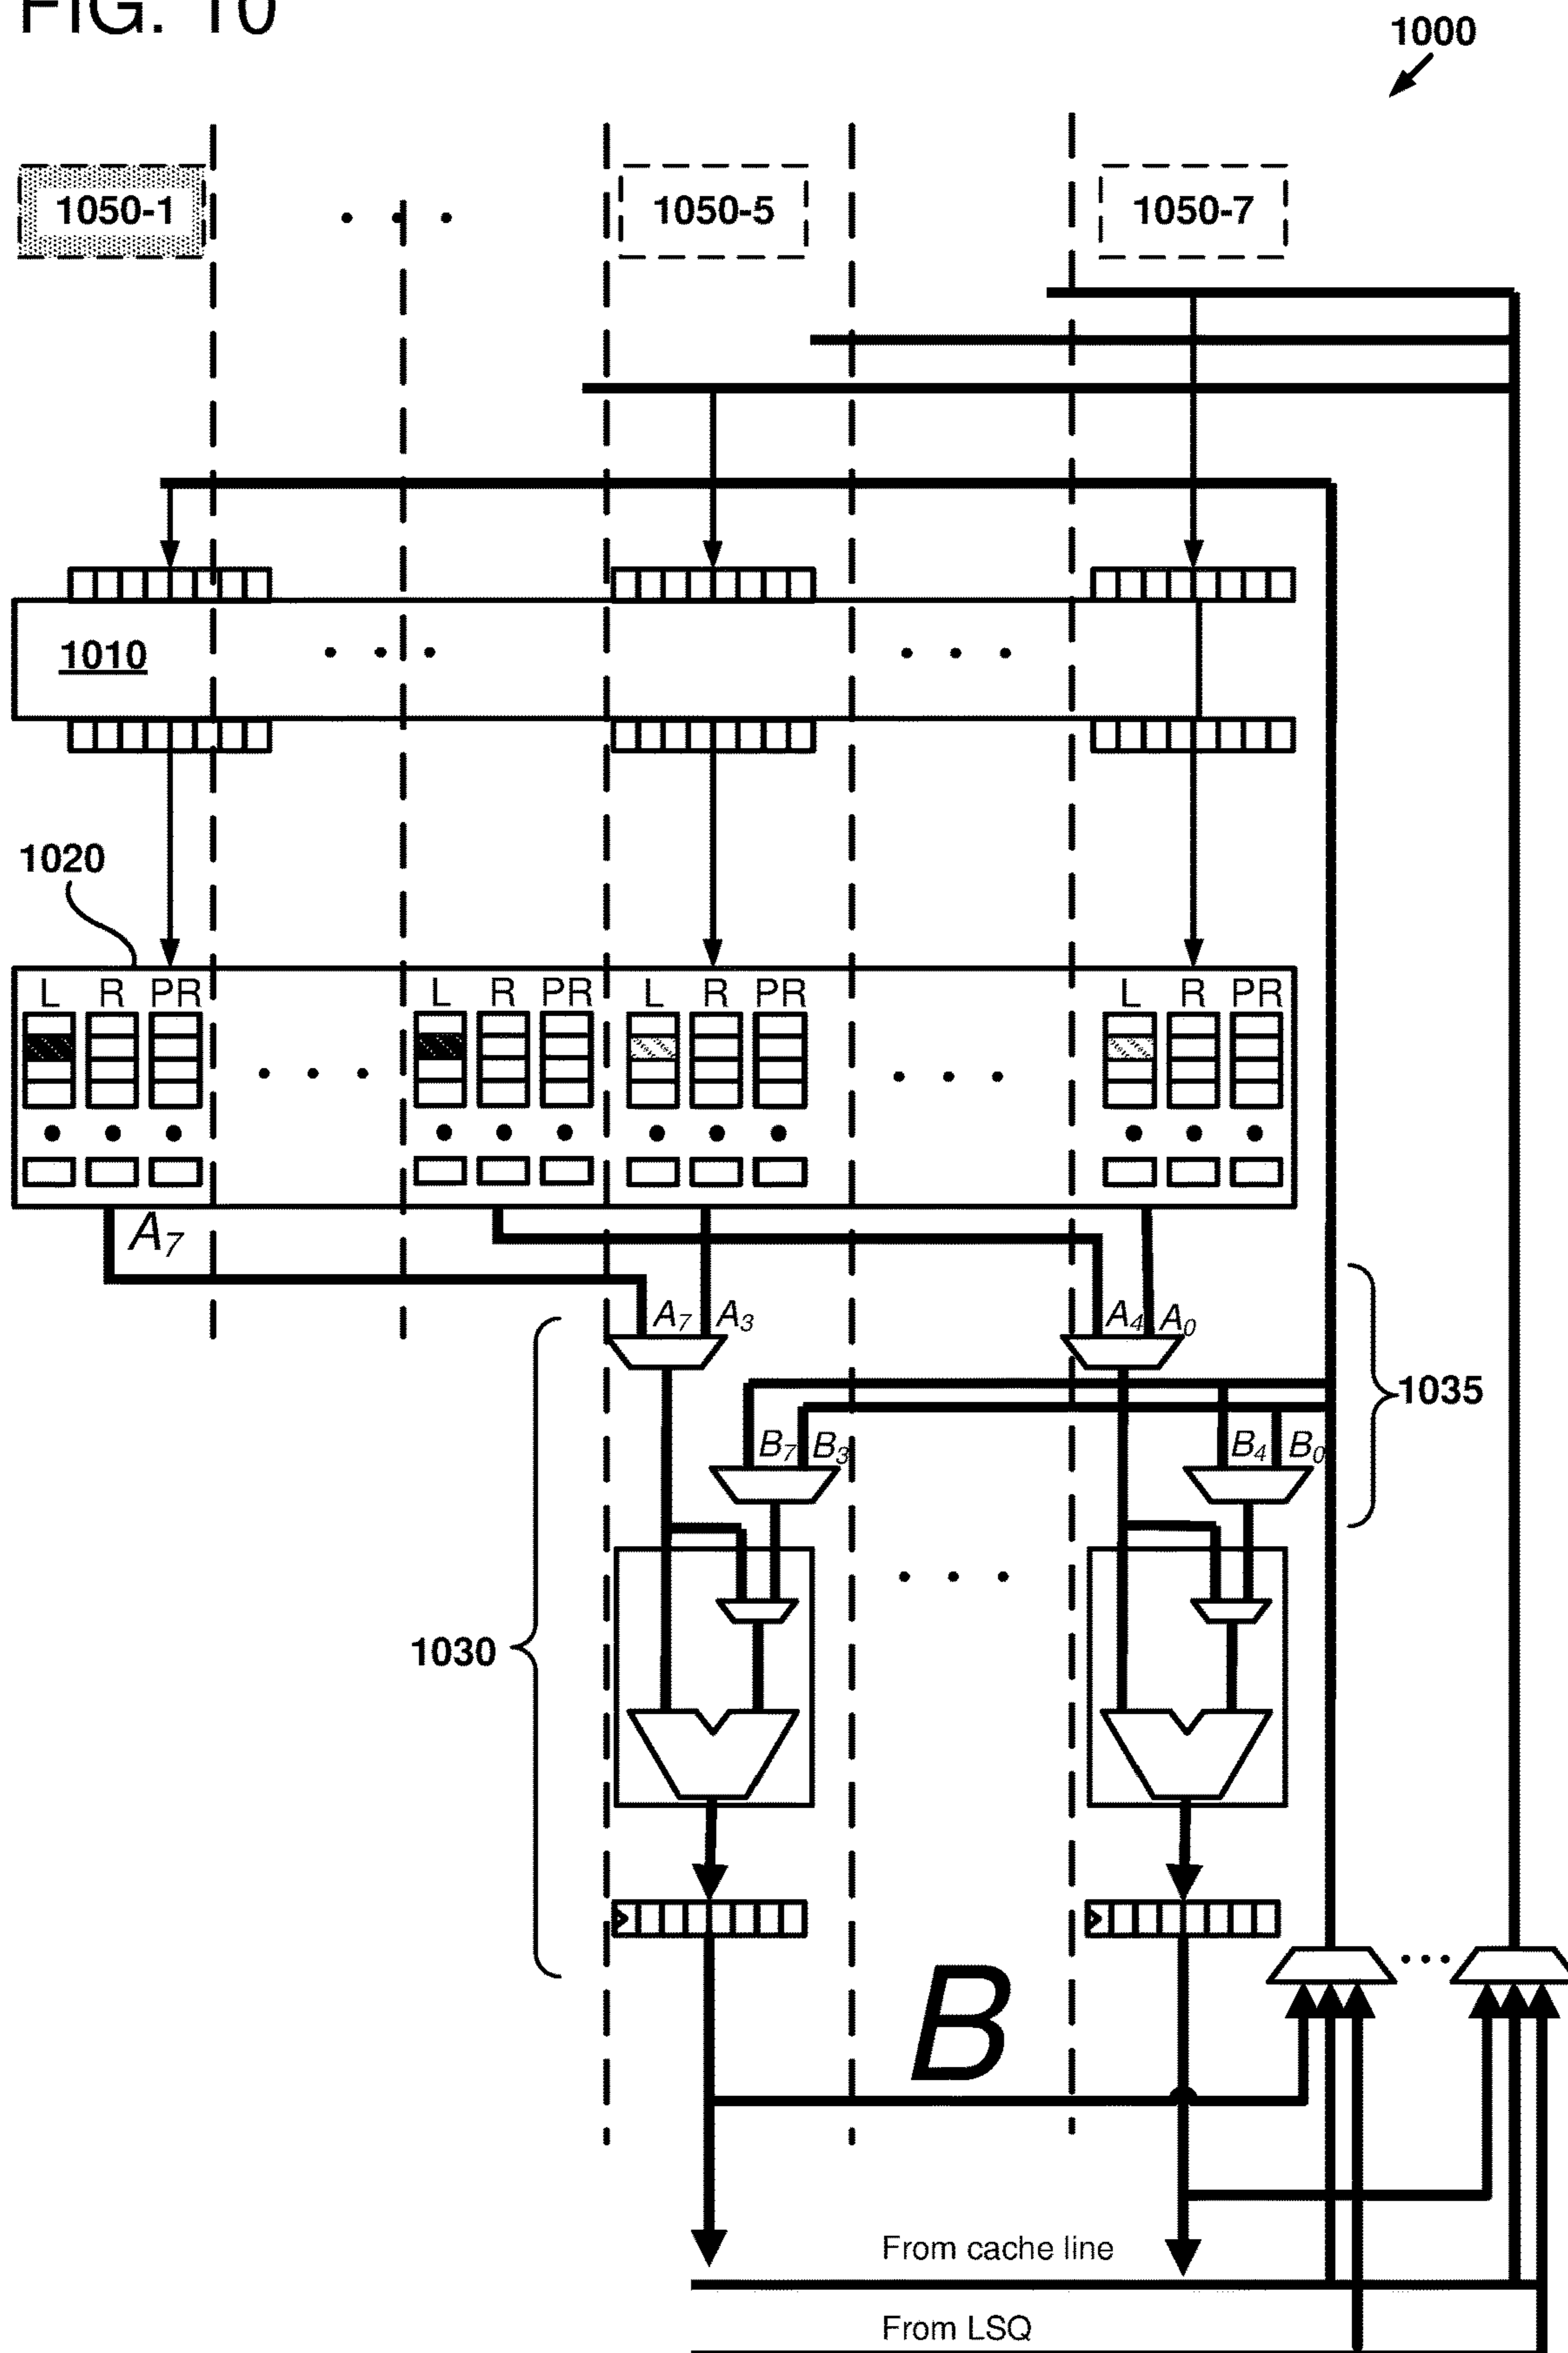 FIG. 10
1000
1050-1 • • • 1050-5 1050-7
1010 • • • • • •
1020
L R PR L R PR L R PR L R PR
• • • • • •
A7
A7 A3 A4 A0
1035
B7 B3 B4 B0
• • •
1030
• • •
B
From cache line
From LSQ